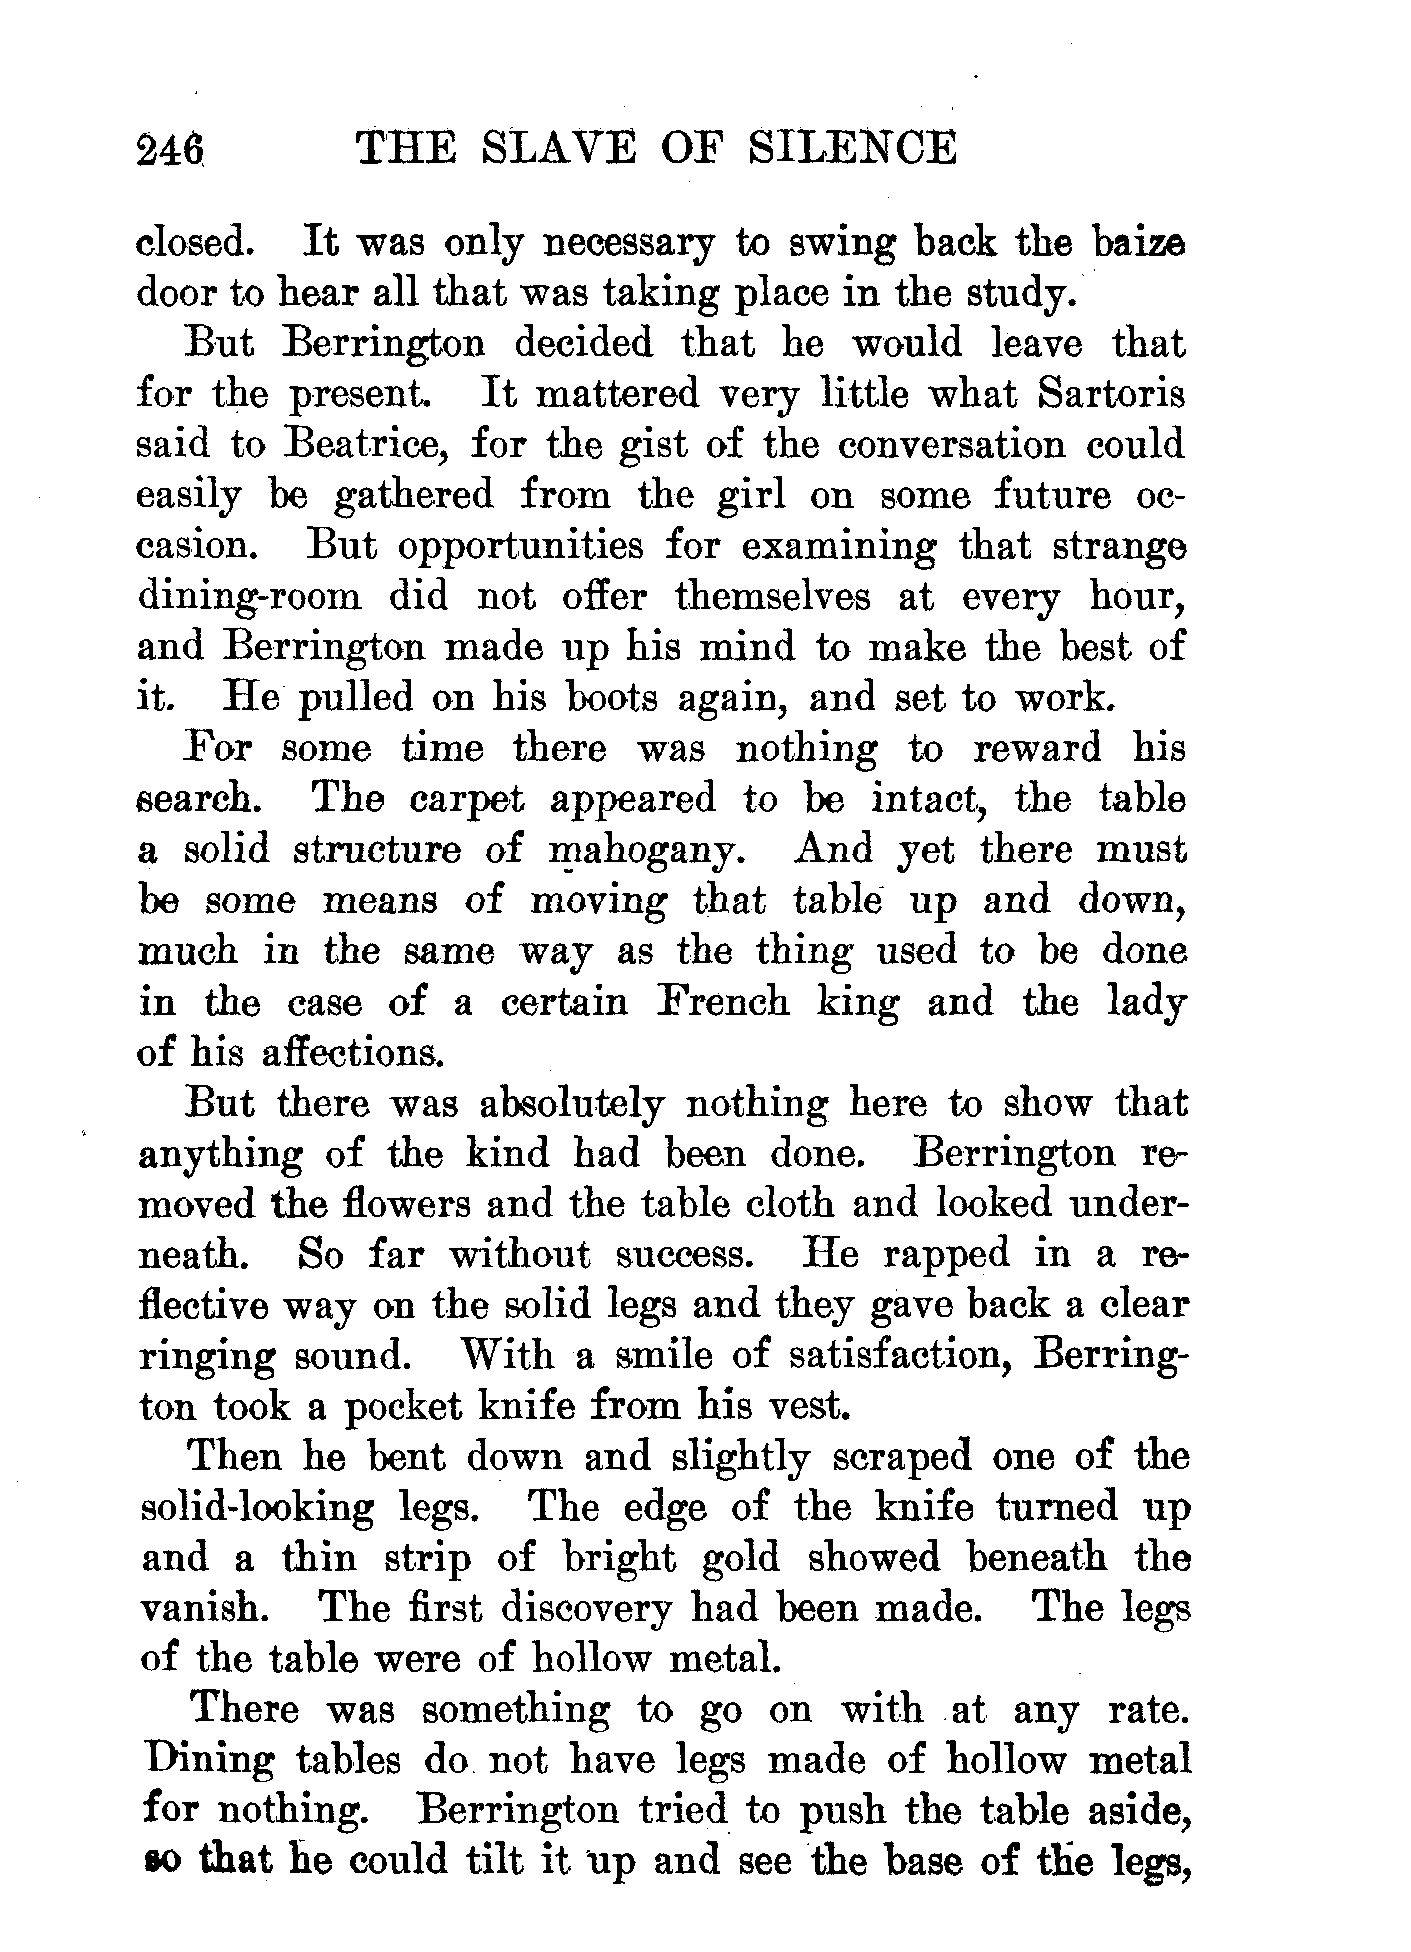 246 THE SLAVE OF SILENCE
closed. It was only necessary to swing back the baize
door to hear all that was taking place in the study.
But Berrington decided that he would leave that
for the present. It mattered very little what Sartoris
said to Beatrice, for the gist of the conversation could
easily be gathered from the girl on some future oc-
casion. But opportunities for examining that strange
dining-room did not offer themselves at every hour,
and Berrington made up his mind to make the best of
it. He pulled on his boots again, and set to work.
For some time there was nothing to reward his
search. The carpet appeared to be intact, the table
a solid structure of mahogany. And yet there must
be some means of moving that table up and down,
much in the same way as the thing used to be done
in the case of a certain French king and the lady
of his affections.
But there was absolutely nothing here to show that
anything of the kind had been done. Berrington re-
moved the flowers and the table cloth and looked under-
neath. So far without success. He rapped in a re-
flective way on the solid legs and they gave back a clear
ringing sound. With a smile of satisfaction, Berring-
ton took a pocket knife from his vest.
Then he bent down and slightly scraped one of the
solid-looking legs. The edge of the knife turned up
and a thin strip of bright gold showed beneath the
vanish. The first discovery had been made. The legs
of the table were of hollow metal.
There was something to go on with at any rate.
Dining tables do not have legs made of hollow metal
for nothing. Berrington tried to push the table aside,
so that he could tilt it up and see the base of the legs,